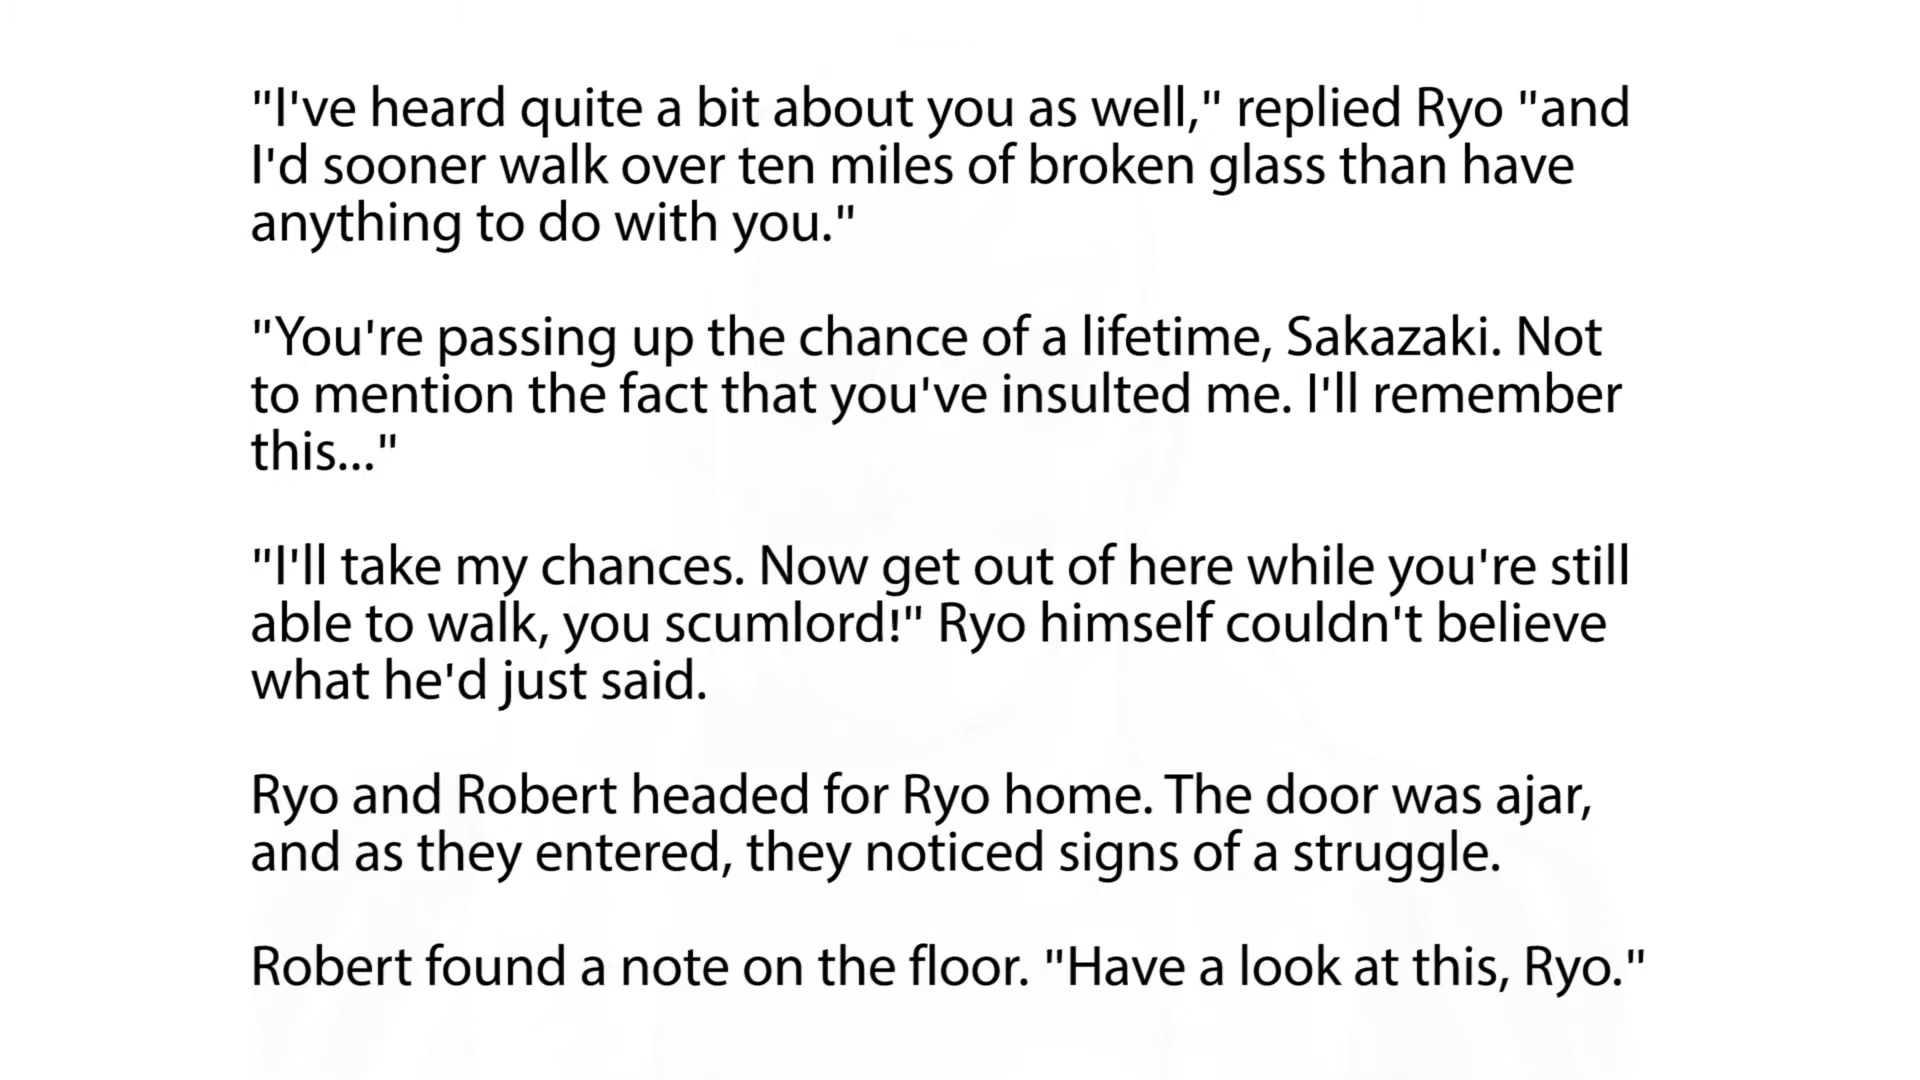 "I've heard quite a bit about you as well," replied Ryo "and
I'd sooner walk over ten miles of broken glass than have
anything to do with you."
"You're passing up the chance of a lifetime, Sakazaki. Not
to mention the fact that you've insulted me. I'll remember
this..."
"I'll take my chances. Now get out of here while you're still
able to walk, you scumlord!" Ryo himself couldn't believe
what he'd just said.
Ryo and Robert headed for Ryo home. The door was ajar,
and as they entered, they noticed signs of a struggle.
Robert found a note on the floor. "Have a look at this, Ryo."